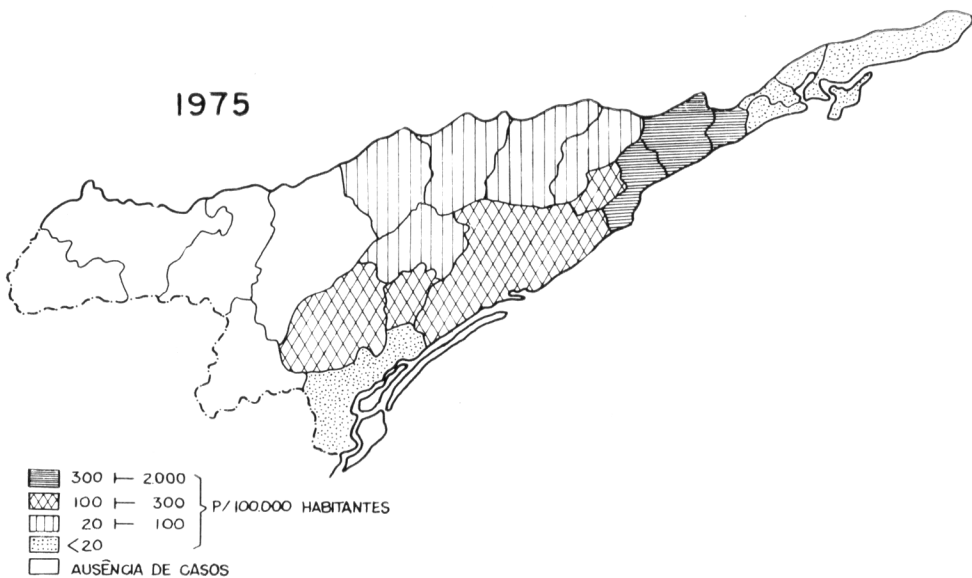 1975
300 ⊢ 2.000
100 ⊢ 300
20 ⊢ 100
<20
P/100.000 HABITANTES
AUSÊNCIA DE CASOS